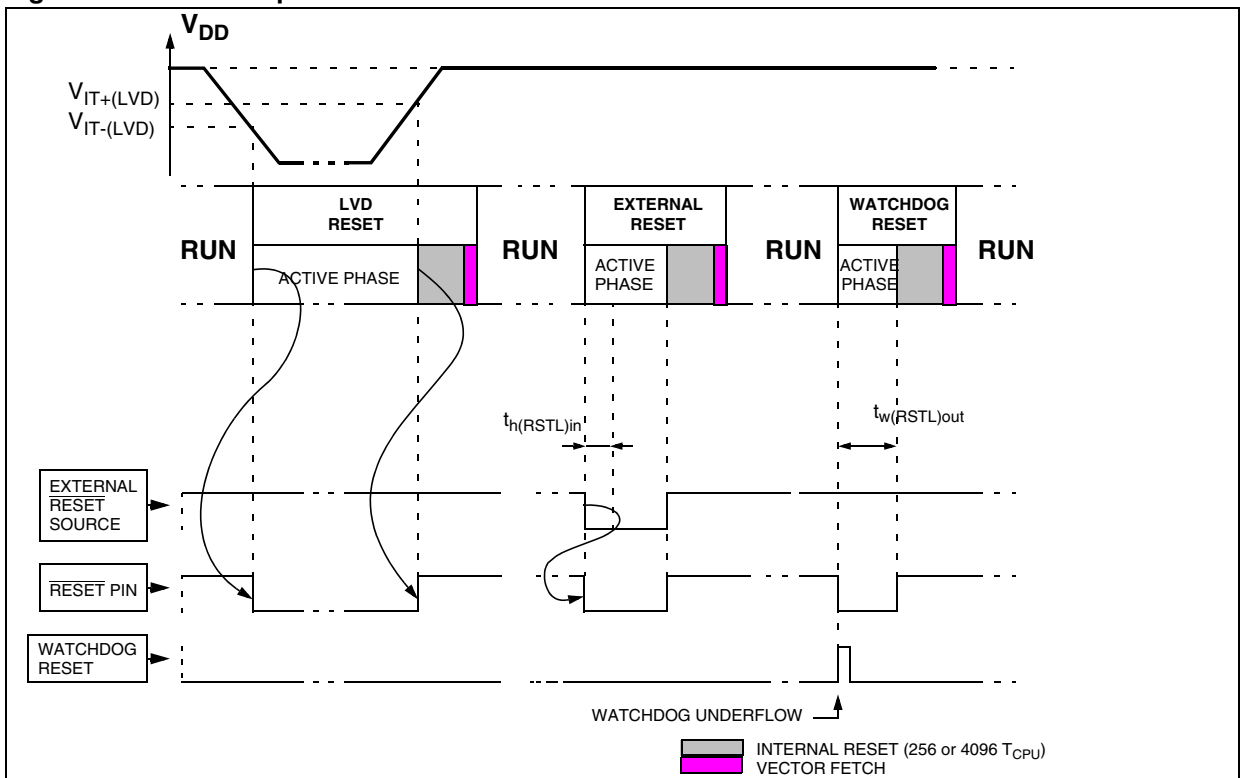 V_DD
V_IT+(LVD)
V_IT-(LVD)
LVD
RESET
EXTERNAL
RESET
WATCHDOG
RESET
RUN
RUN
RUN
RUN
ACTIVE PHASE
ACTIVE
PHASE
ACTIVE
PHASE
t_h(RSTL)in
t_w(RSTL)out
EXTERNAL
RESET
SOURCE
RESET PIN
WATCHDOG
RESET
WATCHDOG UNDERFLOW
INTERNAL RESET (256 or 4096 T_CPU)
VECTOR FETCH